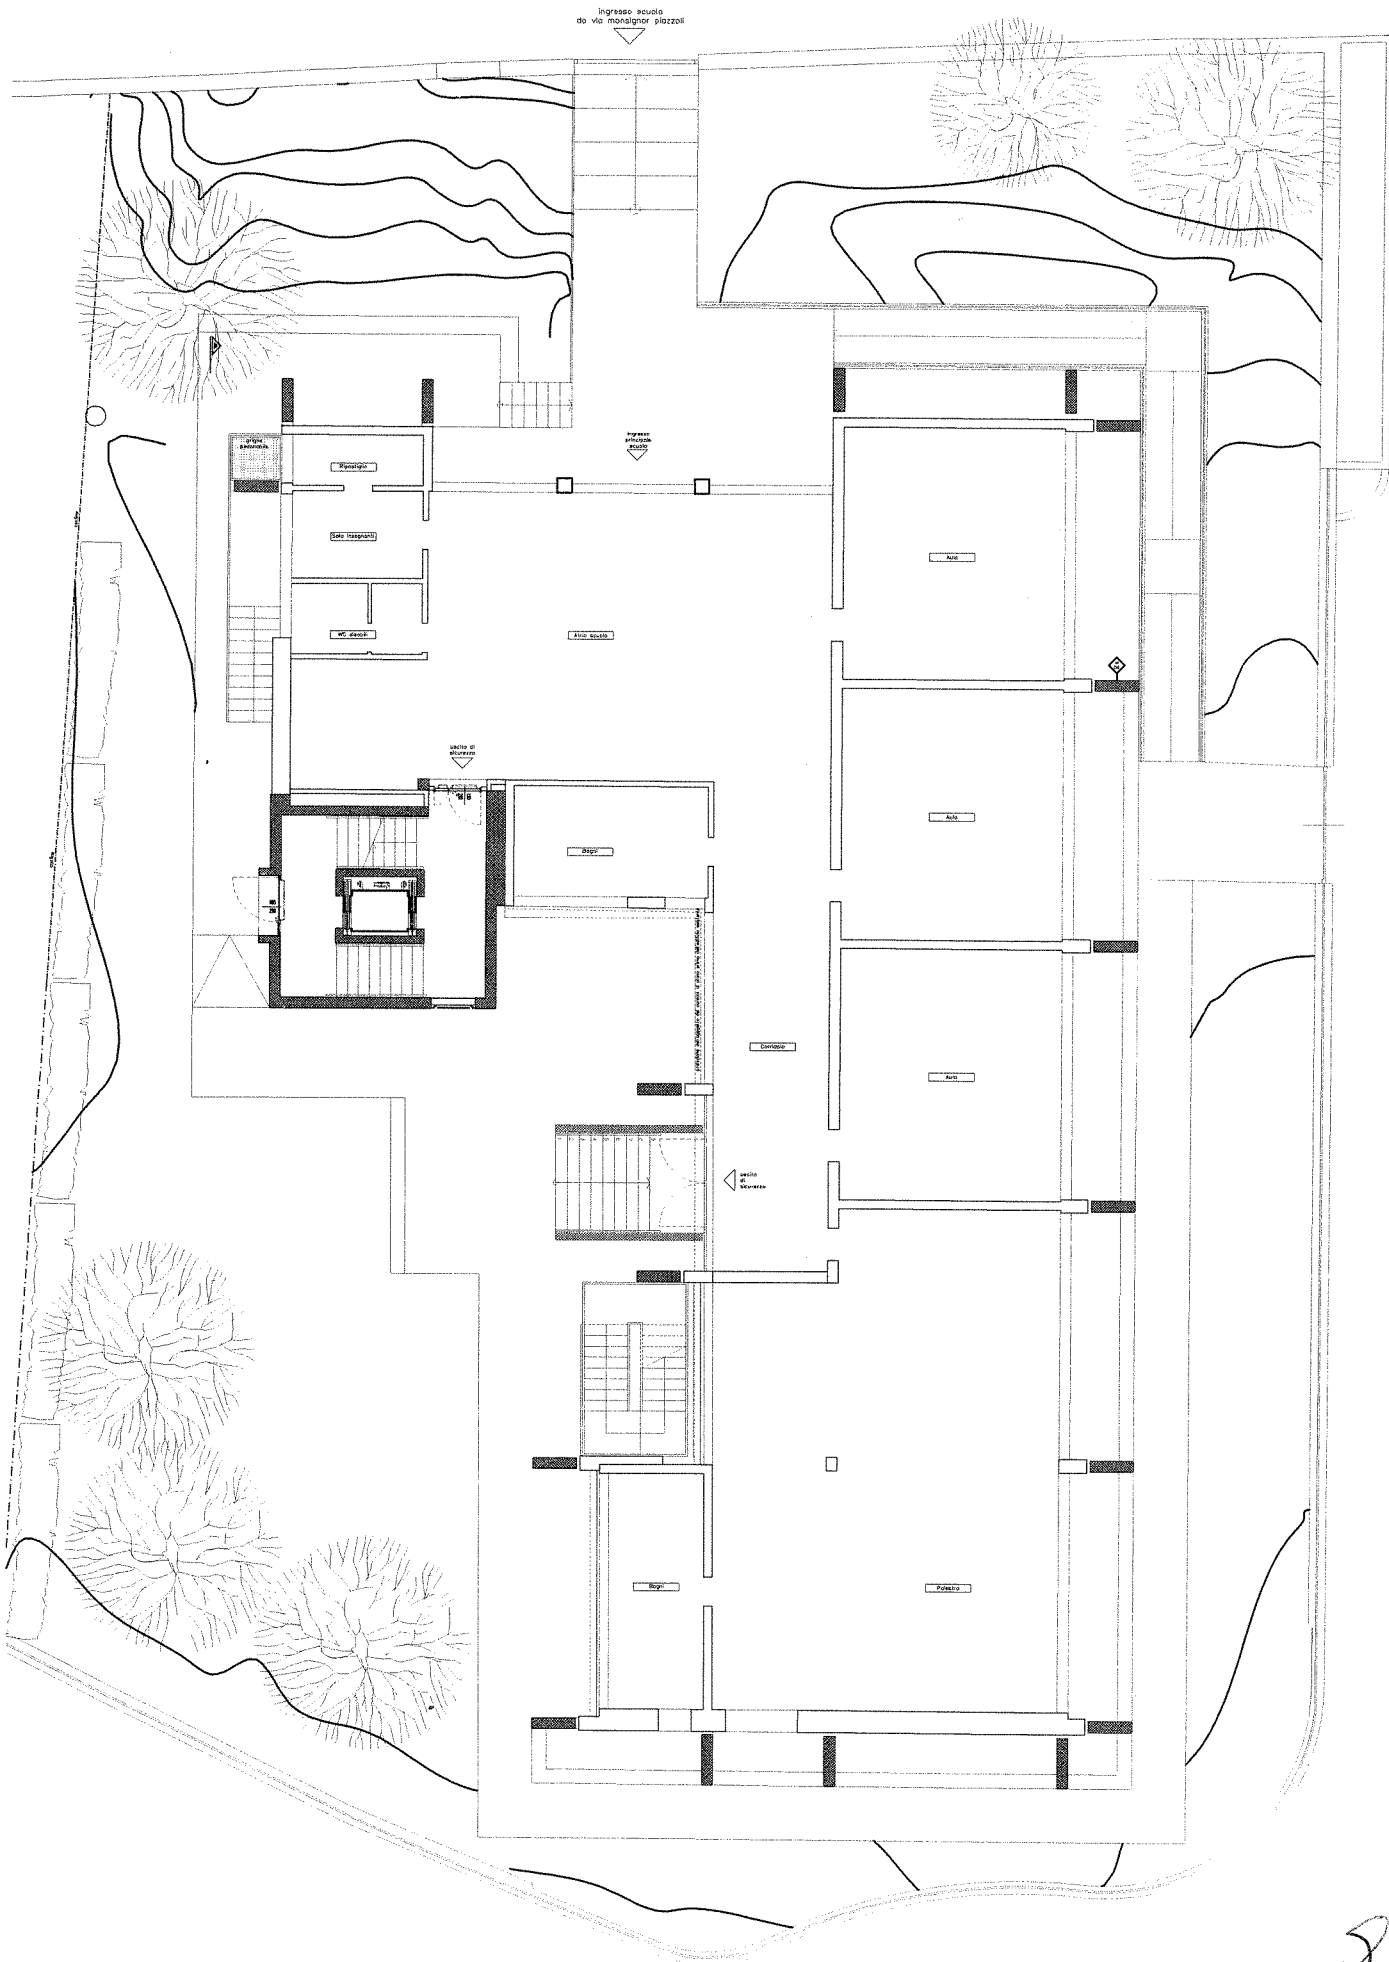 ingresso scuola
da via monsignor piazzoli
ingresso
principale
scuola
griglia
Ripostiglio
Sala insegnanti
WC disabili
Atrio scuola
Aula
uscita di
sicurezza
Aula
Bagni
Corridoio
Aula
uscita
di
sicurezza
Bagni
Palestra